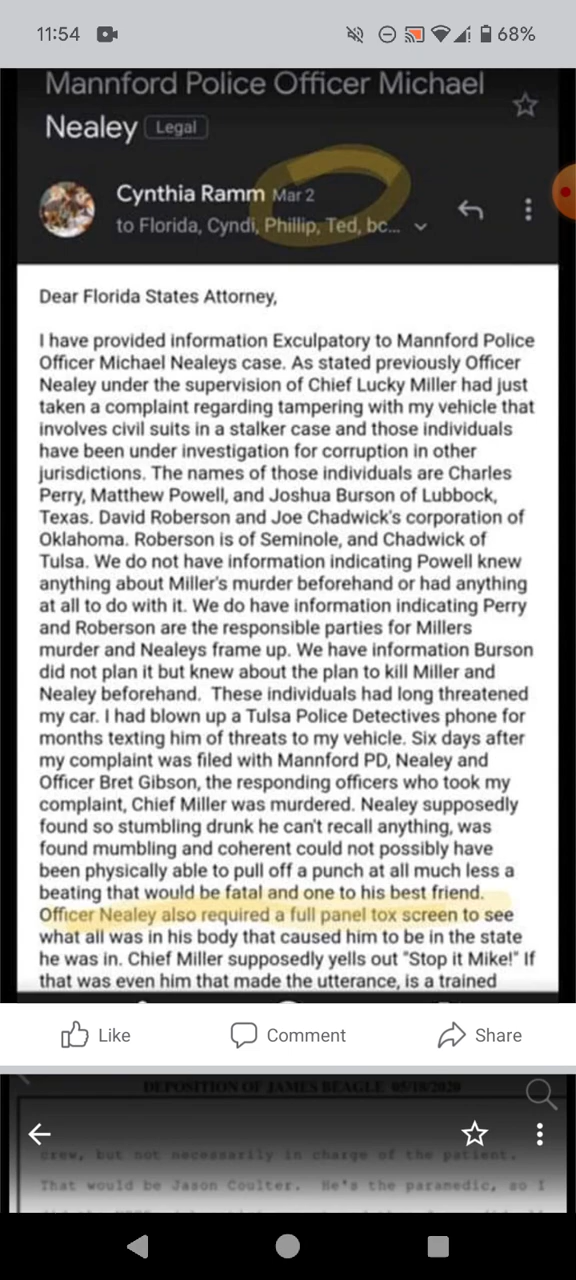 11:54
68%
Mannford Police Officer Michael
Nealey Legal
Cynthia Ramm Mar 2
to Florida, Cyndi, Phillip, Ted, bc...
Dear Florida States Attorney,
I have provided information Exculpatory to Mannford Police
Officer Michael Nealeys case. As stated previously Officer
Nealey under the supervision of Chief Lucky Miller had just
taken a complaint regarding tampering with my vehicle that
involves civil suits in a stalker case and those individuals
have been under investigation for corruption in other
jurisdictions. The names of those individuals are Charles
Perry, Matthew Powell, and Joshua Burson of Lubbock,
Texas. David Roberson and Joe Chadwick's corporation of
Oklahoma. Roberson is of Seminole, and Chadwick of
Tulsa. We do not have information indicating Powell knew
anything about Miller's murder beforehand or had anything
at all to do with it. We do have information indicating Perry
and Roberson are the responsible parties for Millers
murder and Nealeys frame up. We have information Burson
did not plan it but knew about the plan to kill Miller and
Nealey beforehand. These individuals had long threatened
my car. I had blown up a Tulsa Police Detectives phone for
months texting him of threats to my vehicle. Six days after
my complaint was filed with Mannford PD, Nealey and
Officer Bret Gibson, the responding officers who took my
complaint, Chief Miller was murdered. Nealey supposedly
found so stumbling drunk he can't recall anything, was
found mumbling and coherent could not possibly have
been physically able to pull off a punch at all much less a
beating that would be fatal and one to his best friend.
Officer Nealey also required a full panel tox screen to see
what all was in his body that caused him to be in the state
he was in. Chief Miller supposedly yells out "Stop it Mike!" If
that was even him that made the utterance, is a trained
Like Comment Share
DEPOSITION OF JAMES BEAGLE 05/18/2020
crew, but not necessarily in charge of the patient.
That would be Jason Coulter. He's the paramedic, so I